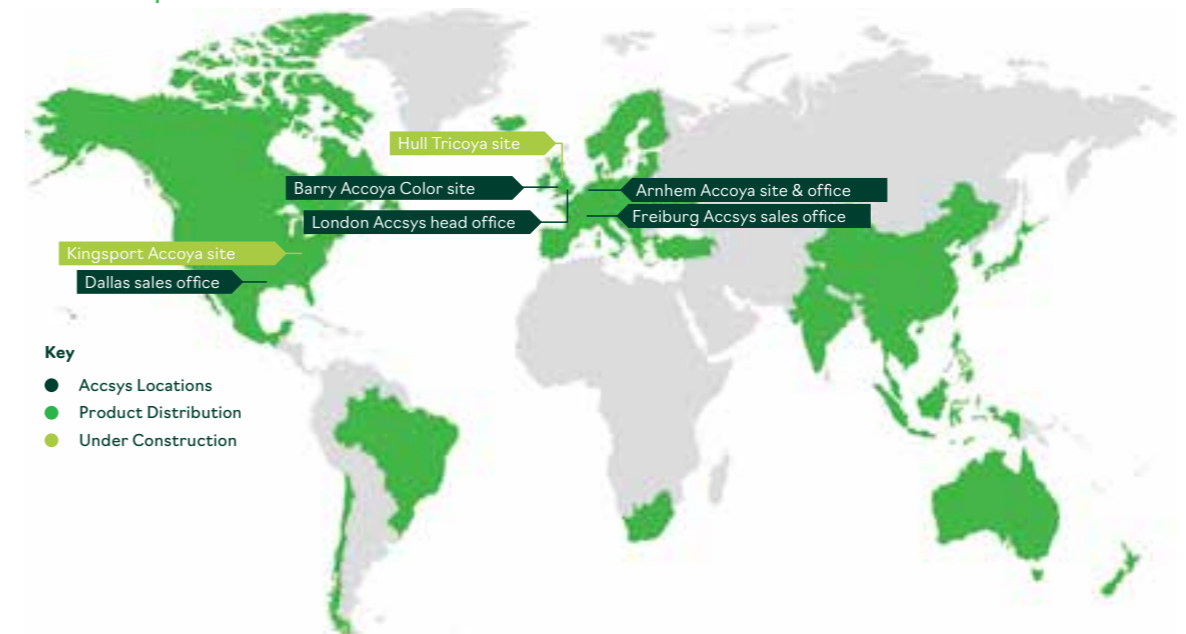 Hull Tricoya site
Barry Accoya Color site
Arnhem Accoya site & office
London Accsys head office
Freiburg Accsys sales office
Kingsport Accoya site
Dallas sales office
Key
Accsys Locations
Product Distribution
Under Construction